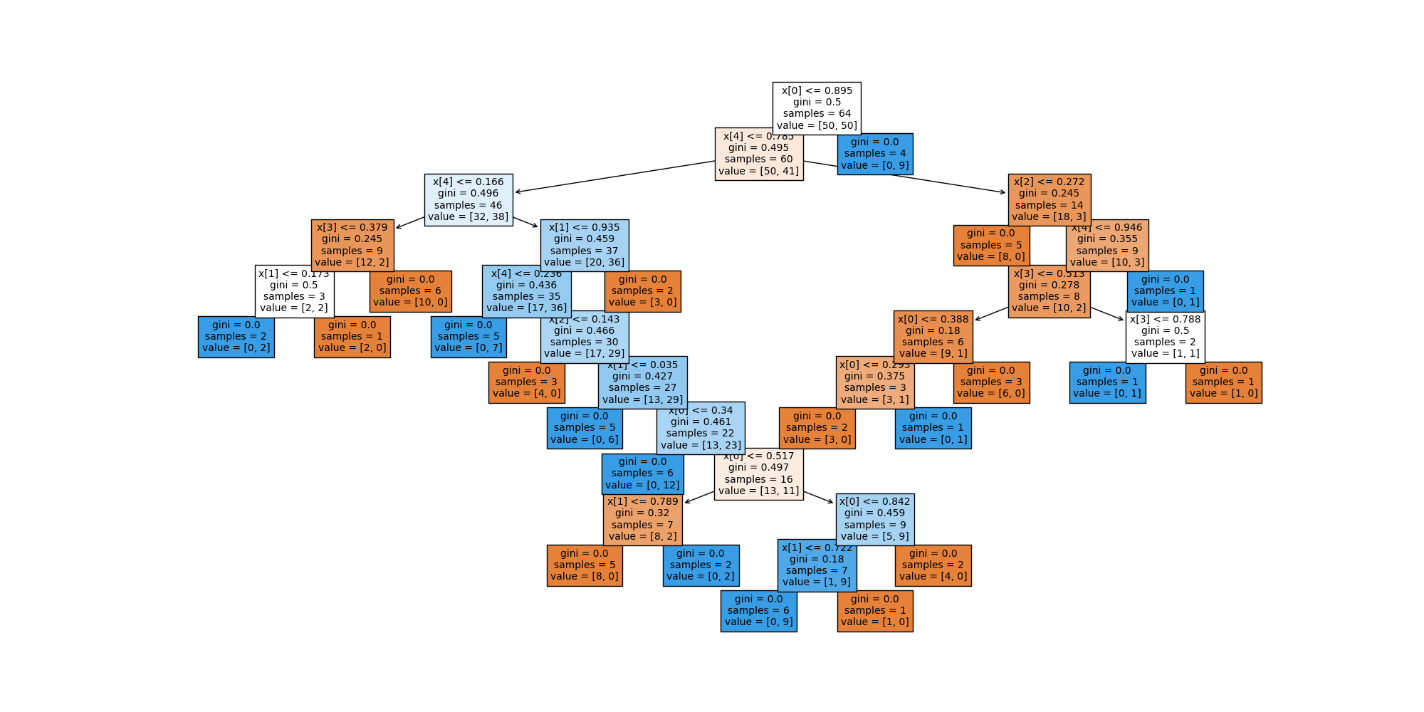 x[0] <= 0.895
gini = 0.5
samples = 64
value = [50, 50]
x[4] <= 0.785
gini = 0.495
samples = 60
value = [50, 41]
gini = 0.0
samples = 4
value = [0, 9]
x[4] <= 0.166
gini = 0.496
samples = 46
value = [32, 38]
x[2] <= 0.272
gini = 0.245
samples = 14
value = [18, 3]
x[3] <= 0.379
gini = 0.245
samples = 9
value = [12, 2]
x[1] <= 0.935
gini = 0.459
samples = 37
value = [20, 36]
gini = 0.0
samples = 5
value = [8, 0]
x[4] <= 0.946
gini = 0.355
samples = 9
value = [10, 3]
x[1] <= 0.173
gini = 0.5
samples = 3
value = [2, 2]
gini = 0.0
samples = 6
value = [10, 0]
x[4] <= 0.236
gini = 0.436
samples = 35
value = [17, 36]
gini = 0.0
samples = 2
value = [3, 0]
x[3] <= 0.513
gini = 0.278
samples = 8
value = [10, 2]
gini = 0.0
samples = 1
value = [0, 1]
gini = 0.0
samples = 2
value = [0, 2]
gini = 0.0
samples = 1
value = [2, 0]
gini = 0.0
samples = 5
value = [0, 7]
x[2] <= 0.143
gini = 0.466
samples = 30
value = [17, 29]
x[0] <= 0.388
gini = 0.18
samples = 6
value = [9, 1]
x[3] <= 0.788
gini = 0.5
samples = 2
value = [1, 1]
gini = 0.0
samples = 3
value = [4, 0]
x[1] <= 0.035
gini = 0.427
samples = 27
value = [13, 29]
x[0] <= 0.293
gini = 0.375
samples = 3
value = [3, 1]
gini = 0.0
samples = 3
value = [6, 0]
gini = 0.0
samples = 1
value = [0, 1]
gini = 0.0
samples = 1
value = [1, 0]
gini = 0.0
samples = 5
value = [0, 6]
x[0] <= 0.34
gini = 0.461
samples = 22
value = [13, 23]
gini = 0.0
samples = 2
value = [3, 0]
gini = 0.0
samples = 1
value = [0, 1]
gini = 0.0
samples = 6
value = [0, 12]
x[0] <= 0.517
gini = 0.497
samples = 16
value = [13, 11]
x[1] <= 0.789
gini = 0.32
samples = 7
value = [8, 2]
x[0] <= 0.842
gini = 0.459
samples = 9
value = [5, 9]
gini = 0.0
samples = 5
value = [8, 0]
gini = 0.0
samples = 2
value = [0, 2]
x[1] <= 0.722
gini = 0.18
samples = 7
value = [1, 9]
gini = 0.0
samples = 2
value = [4, 0]
gini = 0.0
samples = 6
value = [0, 9]
gini = 0.0
samples = 1
value = [1, 0]